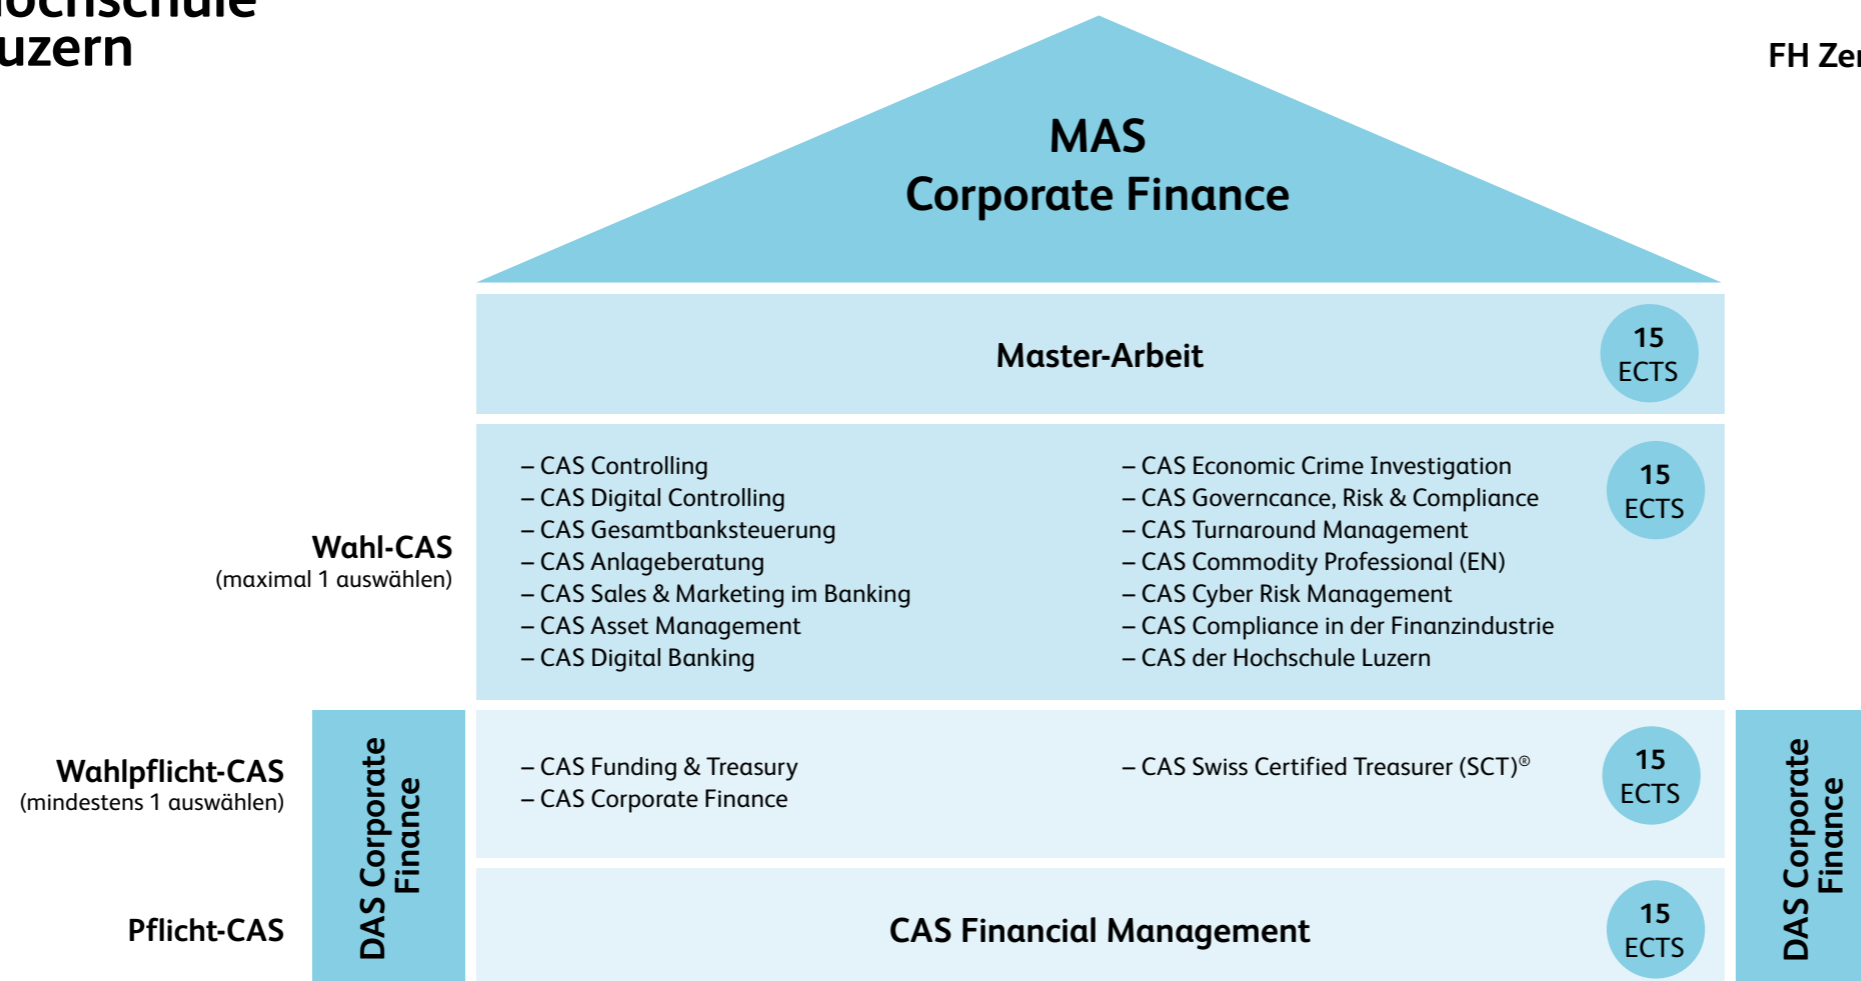 ochschule
uzern
FH Zer
MAS
Corporate Finance
Master-Arbeit
15
ECTS
Wahl-CAS
(maximal 1 auswählen)
– CAS Controlling
– CAS Digital Controlling
– CAS Gesamtbanksteuerung
– CAS Anlageberatung
– CAS Sales & Marketing im Banking
– CAS Asset Management
– CAS Digital Banking
– CAS Economic Crime Investigation
– CAS Governcance, Risk & Compliance
– CAS Turnaround Management
– CAS Commodity Professional (EN)
– CAS Cyber Risk Management
– CAS Compliance in der Finanzindustrie
– CAS der Hochschule Luzern
15
ECTS
Wahlpflicht-CAS
(mindestens 1 auswählen)
DAS Corporate
Finance
– CAS Funding & Treasury
– CAS Corporate Finance
– CAS Swiss Certified Treasurer (SCT)®
15
ECTS
DAS Corporate
Finance
Pflicht-CAS
CAS Financial Management
15
ECTS